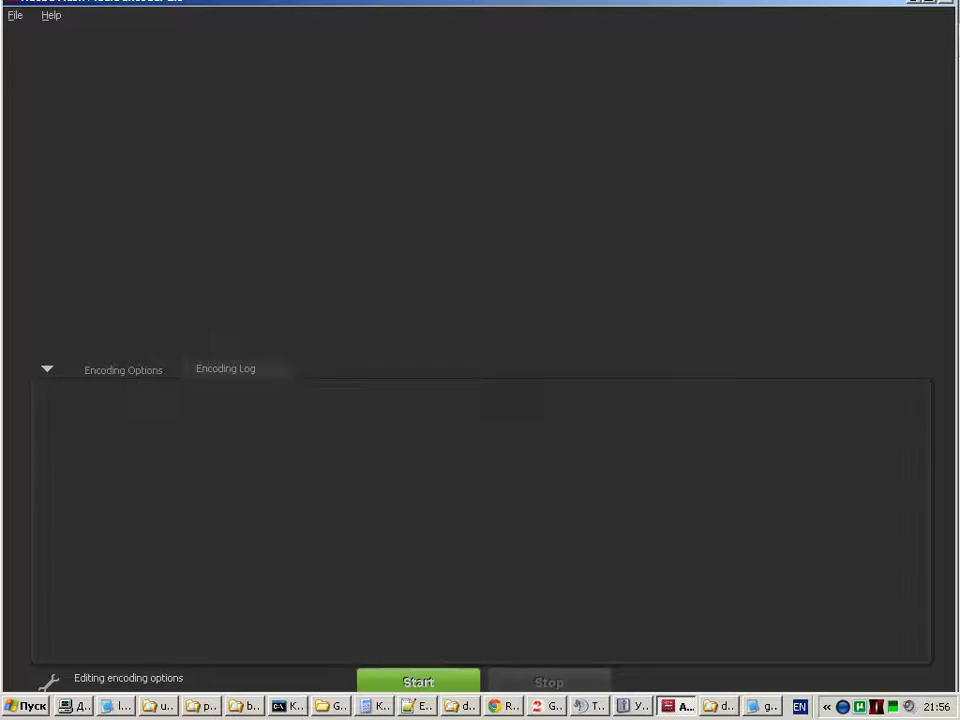 File Help
Encoding Options Encoding Log
Editing encoding options
Start Stop
Пуск Д.. l... u.. p.. b.. К.. G.. К.. E.. d.. R.. G.. T.. У.. A... d.. g.. EN « 21:56